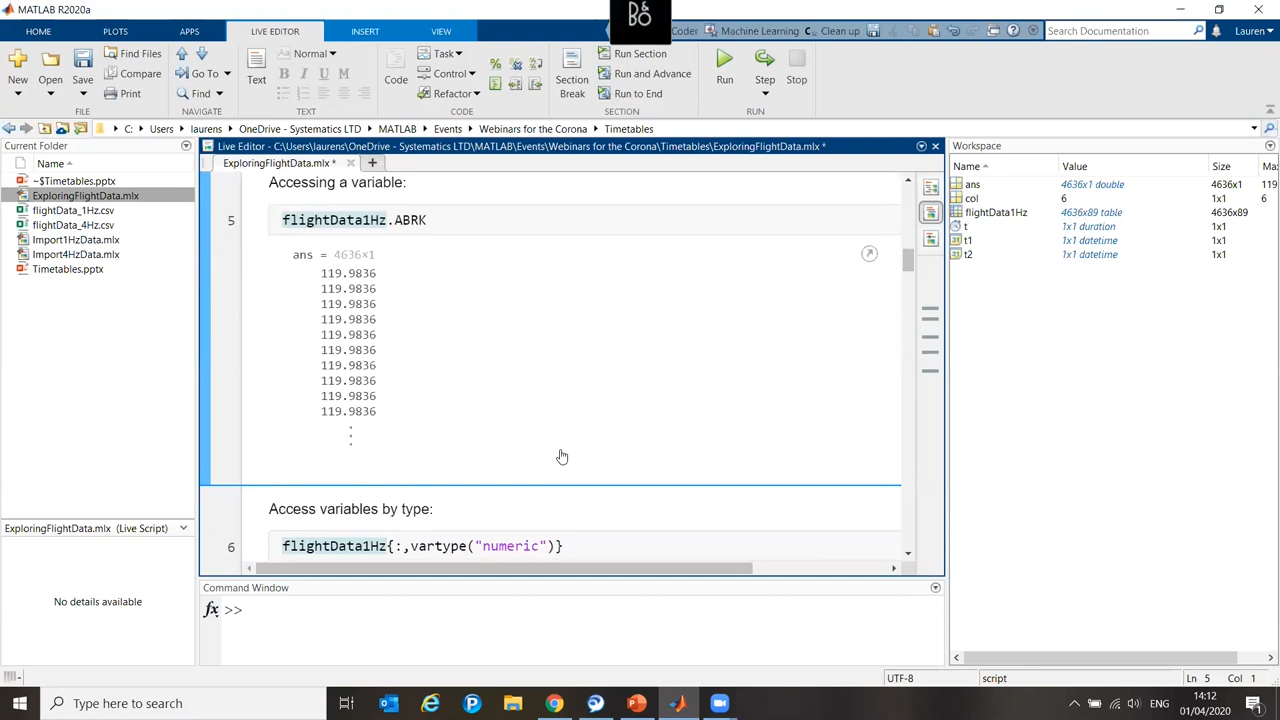 MATLAB R2020a
B&O
HOME
PLOTS
APPS
LIVE EDITOR
INSERT
VIEW
Coder
Machine Learning
Clean up
Search Documentation
Lauren
New
Open
Save
Find Files
Compare
Print
Go To
Find
Text
Normal
B I U M
Code
Task
Control
Refactor
Section Break
Run Section
Run and Advance
Run to End
Run
Step
Stop
FILE
NAVIGATE
TEXT
CODE
SECTION
RUN
C: Users laurens OneDrive - Systematics LTD MATLAB Events Webinars for the Corona Timetables
Current Folder
Name
~$Timetables.pptx
ExploringFlightData.mlx
flightData_1Hz.csv
flightData_4Hz.csv
Import1HzData.mlx
Import4HzData.mlx
Timetables.pptx
ExploringFlightData.mlx (Live Script)
No details available
Live Editor - C:\Users\laurens\OneDrive - Systematics LTD\MATLAB\Events\Webinars for the Corona\Timetables\ExploringFlightData.mlx *
ExploringFlightData.mlx *
Accessing a variable:
5 flightData1Hz.ABRK
ans = 4636×1
119.9836
119.9836
119.9836
119.9836
119.9836
119.9836
119.9836
119.9836
119.9836
119.9836
Access variables by type:
6 flightData1Hz{:,vartype("numeric")}
Command Window
fx >>
Workspace
Name Value Size Ma
ans 4636x1 double 4636x1 119
col 6 1x1 6
flightData1Hz 4636x89 table 4636x89
t 1x1 duration 1x1
t1 1x1 datetime 1x1
t2 1x1 datetime 1x1
UTF-8
script
Ln 5 Col 1
Type here to search
ENG
14:12
01/04/2020